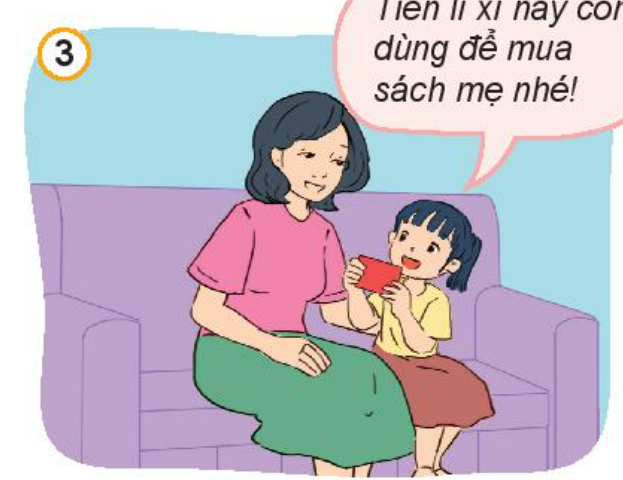 3
Tiền lì xì này con
dùng để mua
sách mẹ nhé!